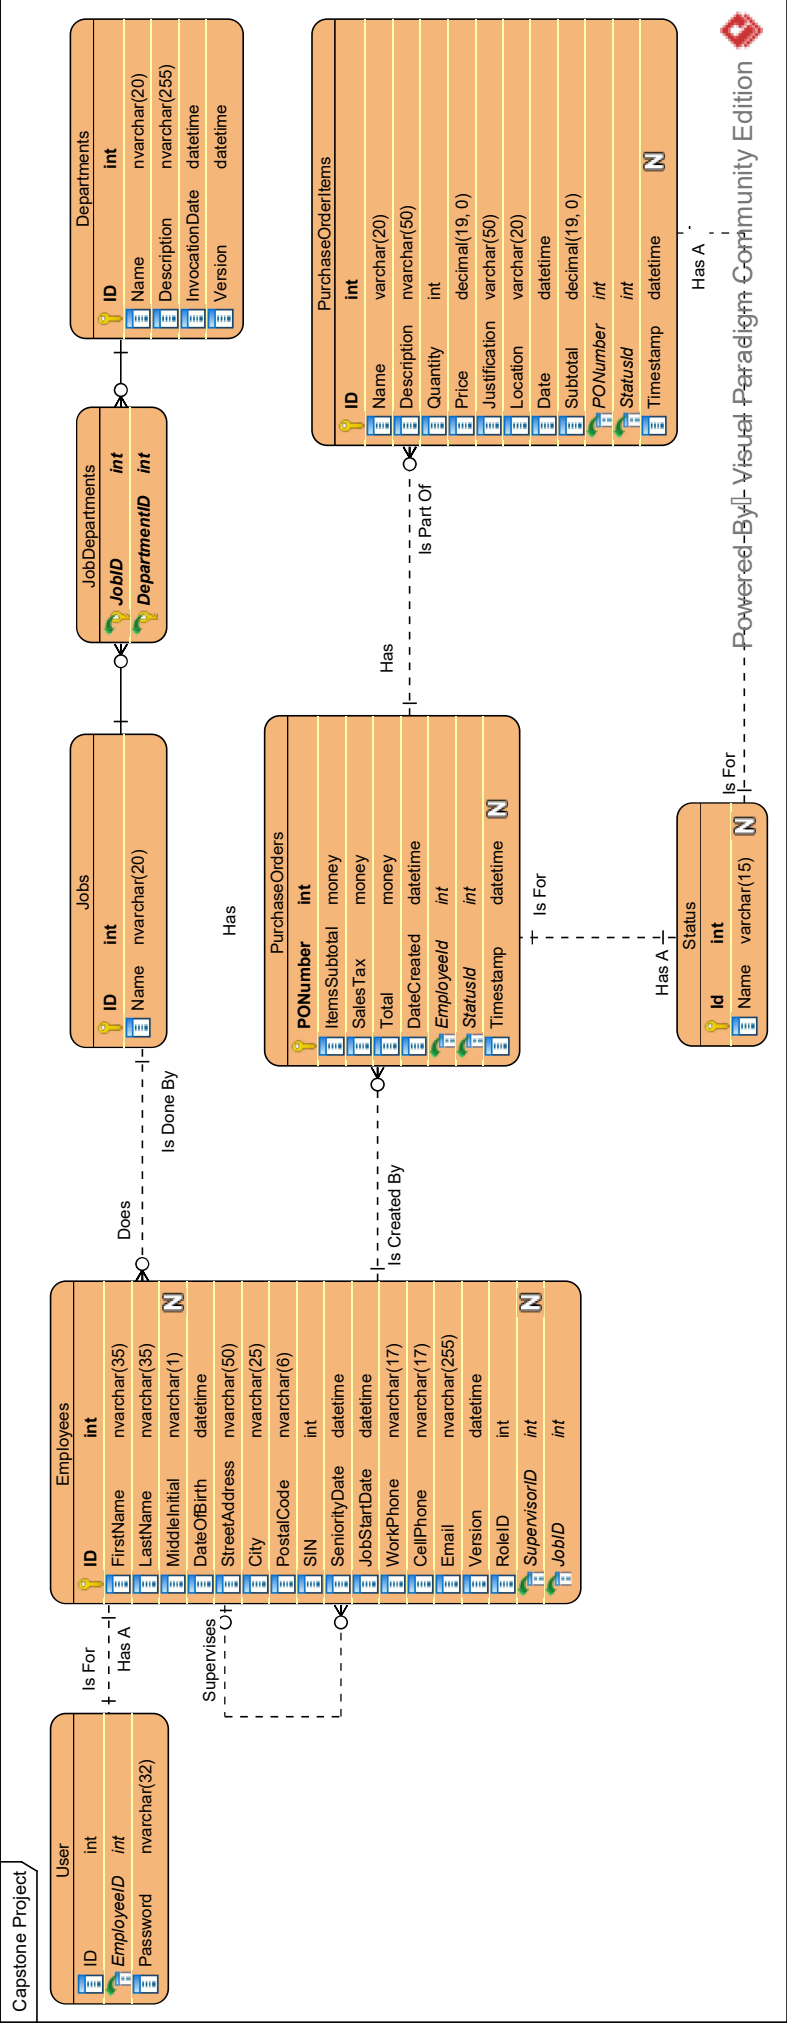 Capstone Project
User
ID int
EmployeeID int
Password nvarchar(32)
Is For
Has A
Supervises
Employees
ID int
FirstName nvarchar(35)
LastName nvarchar(35)
MiddleInitial nvarchar(1) N
DateOfBirth datetime
StreetAddress nvarchar(50)
City nvarchar(25)
PostalCode nvarchar(6)
SIN int
SeniorityDate datetime
JobStartDate datetime
WorkPhone nvarchar(17)
CellPhone nvarchar(17)
Email nvarchar(255)
Version datetime
RoleID int
SupervisorID int N
JobID int
Does
Is Done By
Is Created By
Has
Jobs
ID int
Name nvarchar(20)
JobDepartments
JobID int
DepartmentID int
Departments
ID int
Name nvarchar(20)
Description nvarchar(255)
InvocationDate datetime
Version datetime
PurchaseOrders
PONumber int
ItemsSubtotal money
SalesTax money
Total money
DateCreated datetime
EmployeeId int
StatusId int
Timestamp datetime N
Has
Is Part Of
Is For
Has A
Status
Id int
Name varchar(15) N
Is For
PurchaseOrderItems
ID int
Name varchar(20)
Description nvarchar(50)
Quantity int
Price decimal(19, 0)
Justification varchar(50)
Location varchar(20)
Date datetime
Subtotal decimal(19, 0)
PONumber int
StatusId int
Timestamp datetime N
Has A
Powered By Visual Paradigm Community Edition